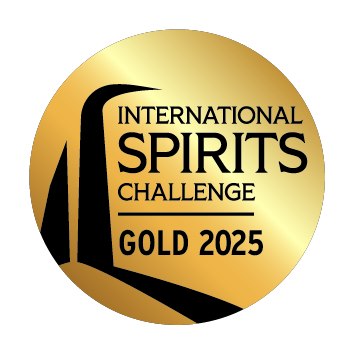 INTERNATIONAL
SPIRITS
CHALLENGE
GOLD 2025